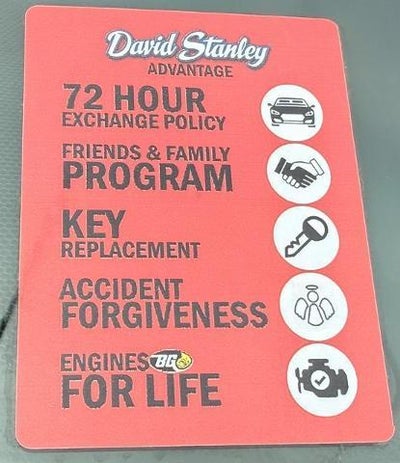 David Stanley
ADVANTAGE
72 HOUR
EXCHANGE POLICY
FRIENDS & FAMILY
PROGRAM
KEY
REPLACEMENT
ACCIDENT
FORGIVENESS
ENGINES BG
FOR LIFE